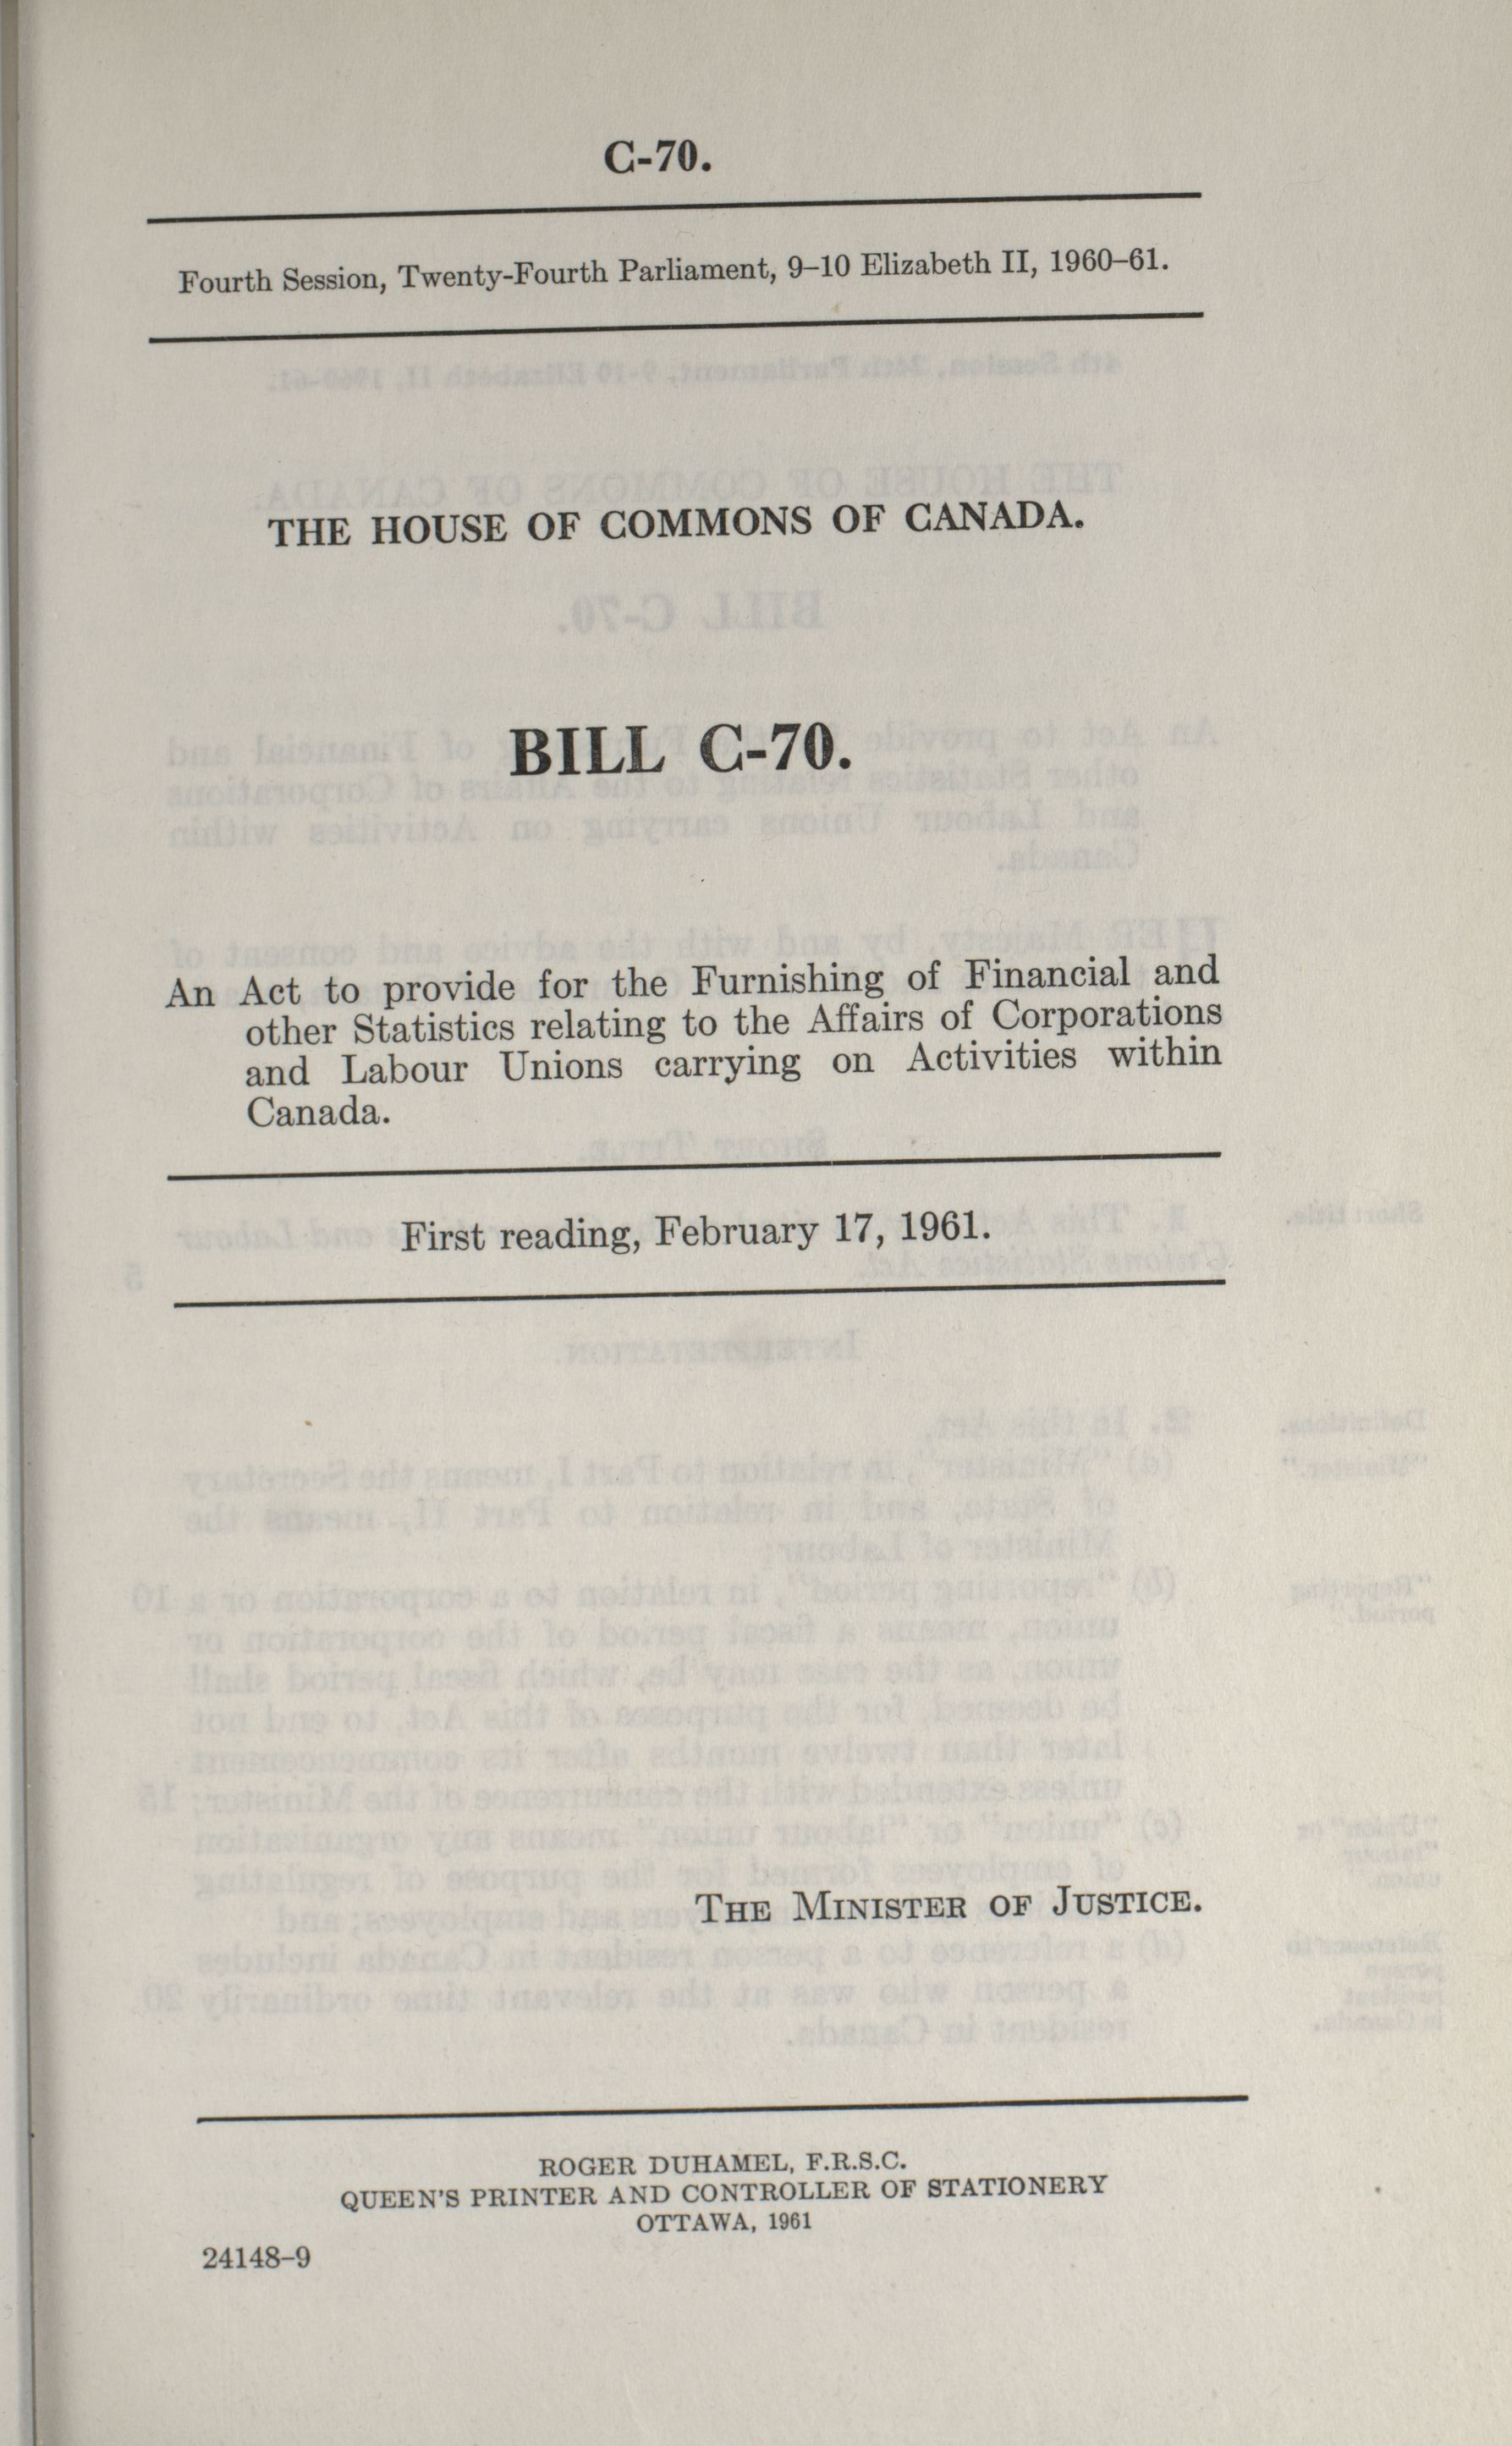 C-70.
Fourth Session, Twenty-Fourth Parliament, 9–10 Elizabeth II, 1960–61.
THE HOUSE OF COMMONS OF CANADA.
BILL C-70.
An Act to provide for the Furnishing of Financial and
other Statistics relating to the Affairs of Corporations
and Labour Unions carrying on Activities within
Canada.
First reading, February 17, 1961.
THE MINISTER OF JUSTICE.
ROGER DUHAMEL, F.R.S.C.
QUEEN'S PRINTER AND CONTROLLER OF STATIONERY
OTTAWA, 1961
24148–9